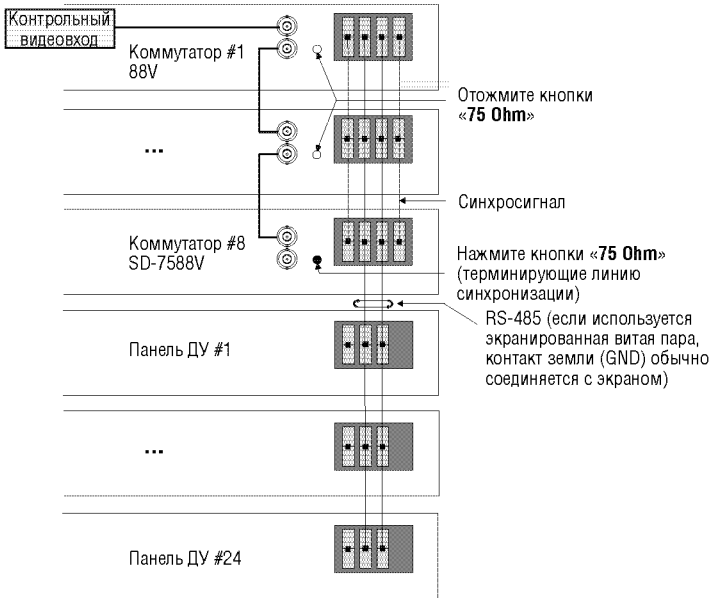 Контрольный
видеовход
Коммутатор #1
88V
Отожмите кнопки
«75 Ohm»
...
Синхросигнал
Коммутатор #8
SD-7588V
Нажмите кнопки «75 Ohm»
(терминирующие линию
синхронизации)
RS-485 (если используется
экранированная витая пара,
контакт земли (GND) обычно
соединяется с экраном)
Панель ДУ #1
...
Панель ДУ #24